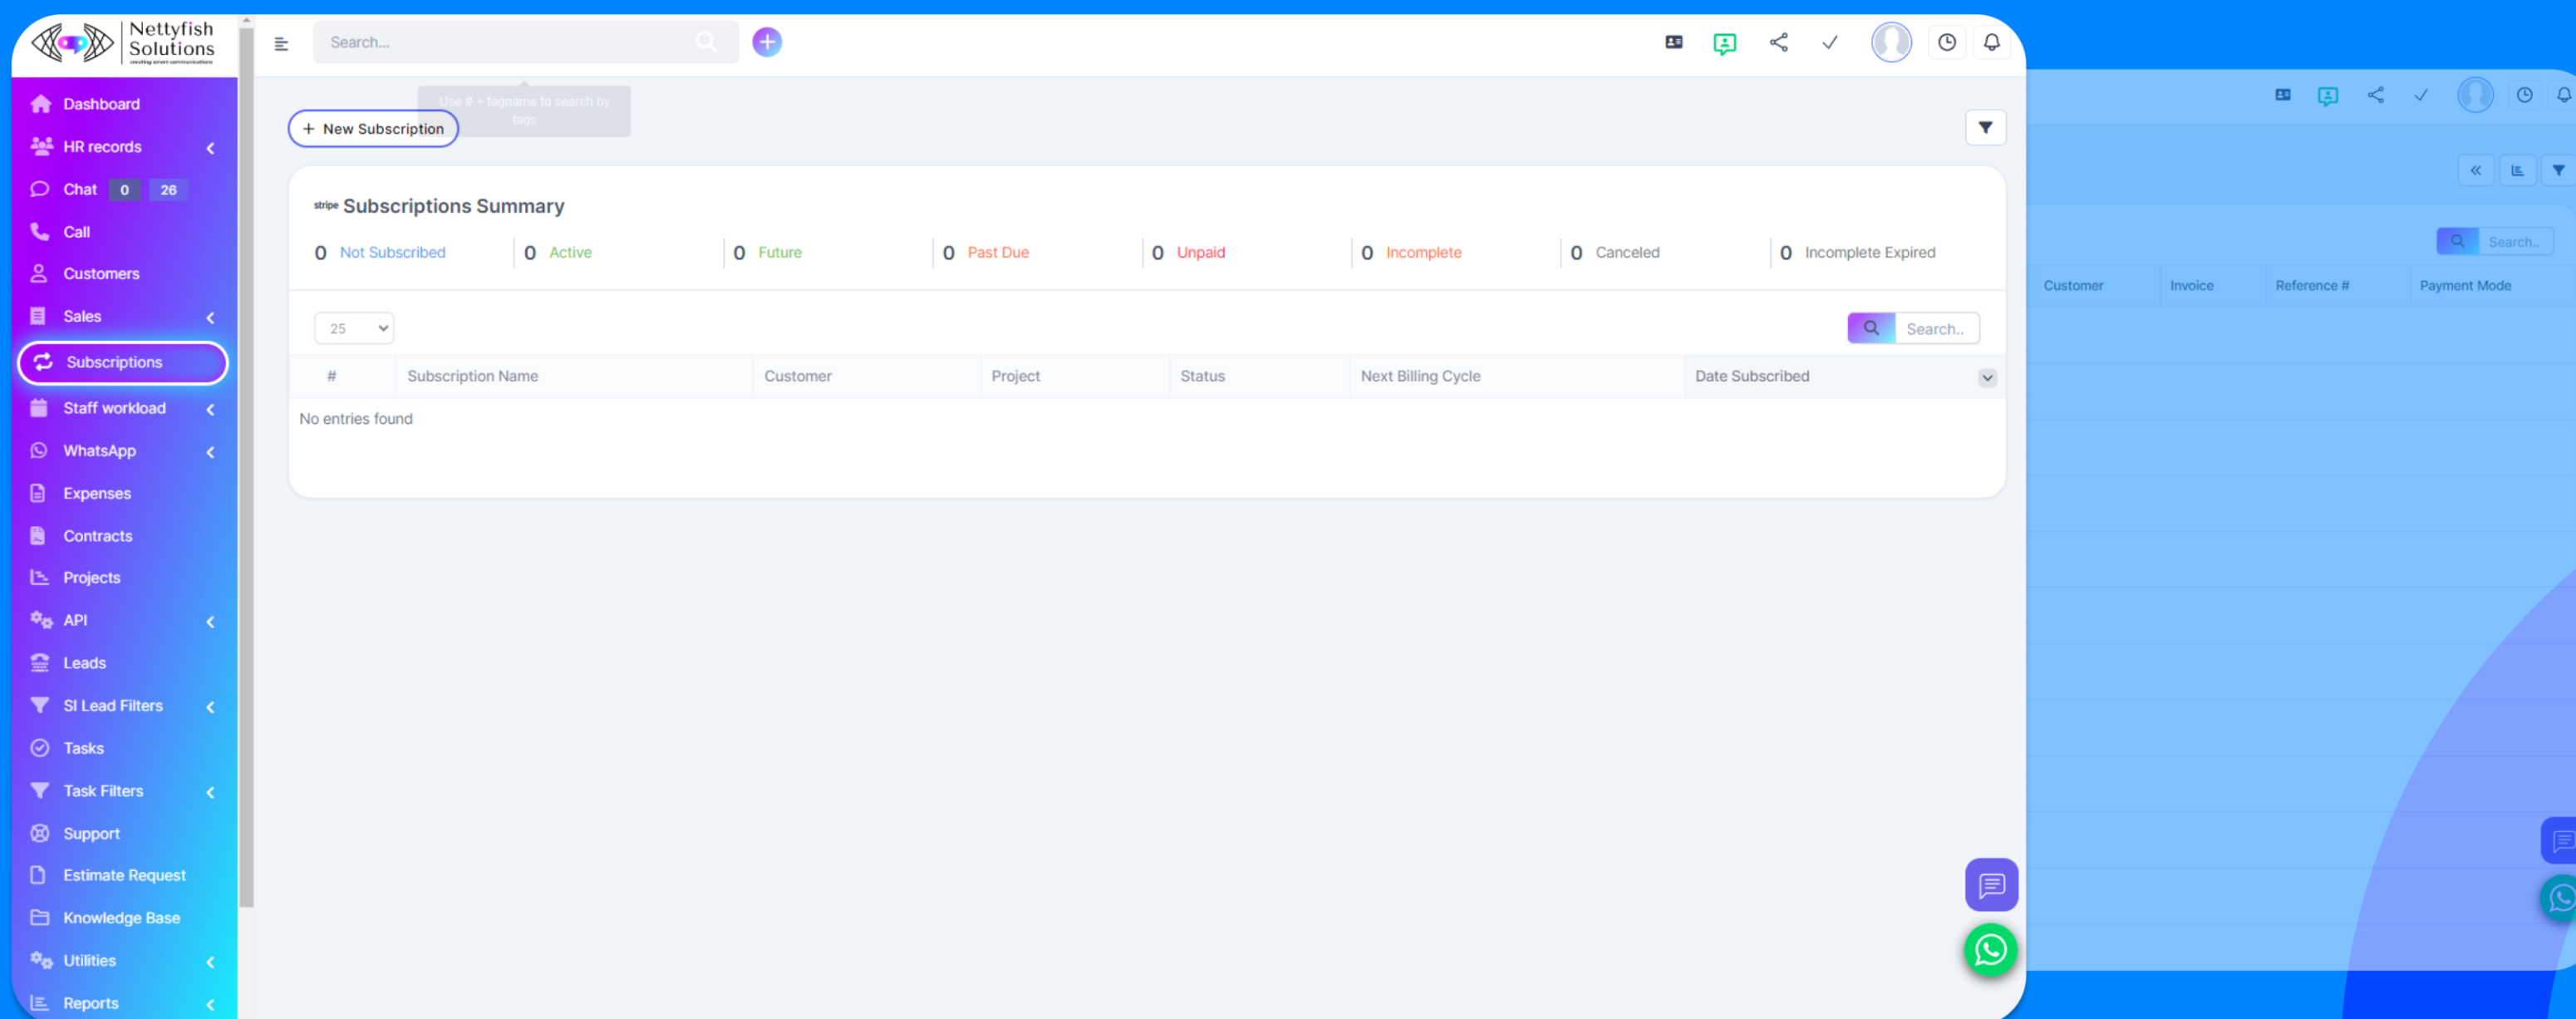 Nettyfish
Solutions
creating smart communications
Search...
Use # + tagname to search by
tags
Dashboard
HR records
Chat 0 26
Call
Customers
Sales
Subscriptions
Staff workload
WhatsApp
Expenses
Contracts
Projects
API
Leads
SI Lead Filters
Tasks
Task Filters
Support
Estimate Request
Knowledge Base
Utilities
Reports
+ New Subscription
stripe Subscriptions Summary
0 Not Subscribed 0 Active 0 Future 0 Past Due 0 Unpaid 0 Incomplete 0 Canceled 0 Incomplete Expired
25
Search..
# Subscription Name Customer Project Status Next Billing Cycle Date Subscribed
No entries found
Search..
Customer Invoice Reference # Payment Mode